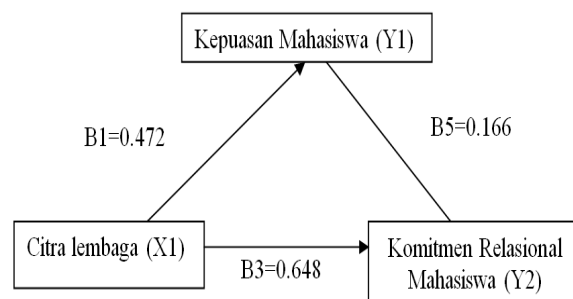 Kepuasan Mahasiswa (Y1)
B1=0.472
B5=0.166
Citra lembaga (X1)
B3=0.648
Komitmen Relasional
Mahasiswa (Y2)